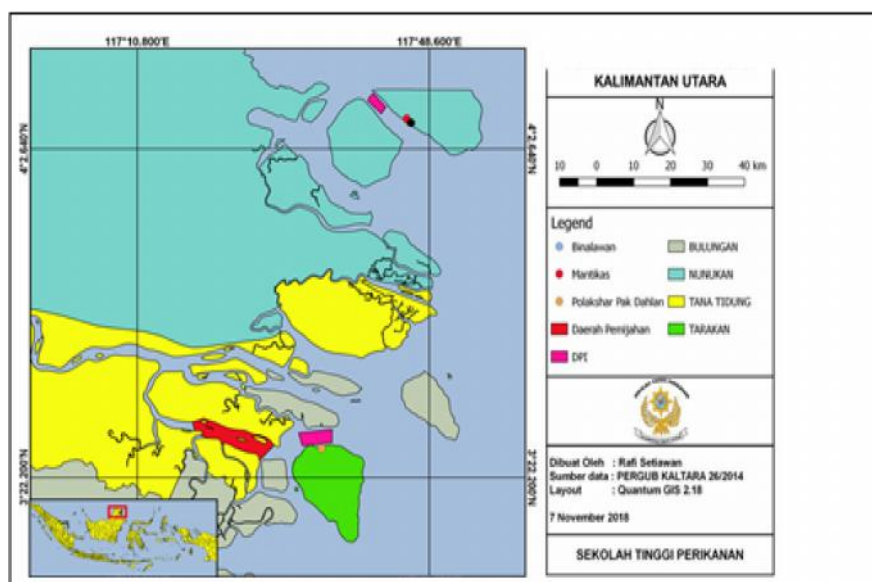 117°10.800'E
117°48.600'E
4°2.640'N
4°2.640'N
3°22.200'N
3°22.200'N
KALIMANTAN UTARA
N
10 0 10 20 30 40 km
Legend
Binalawan
Mantikas
Polakshar Pak Dahlan
Daerah Pemijahan
DPI
BULUNGAN
NUNUKAN
TANA TIDUNG
TARAKAN
Dibuat Oleh : Rafi Setiawan
Sumber data : PERGUB KALTARA 26/2014
Layout : Quantum GIS 2.18
7 November 2018
SEKOLAH TINGGI PERIKANAN